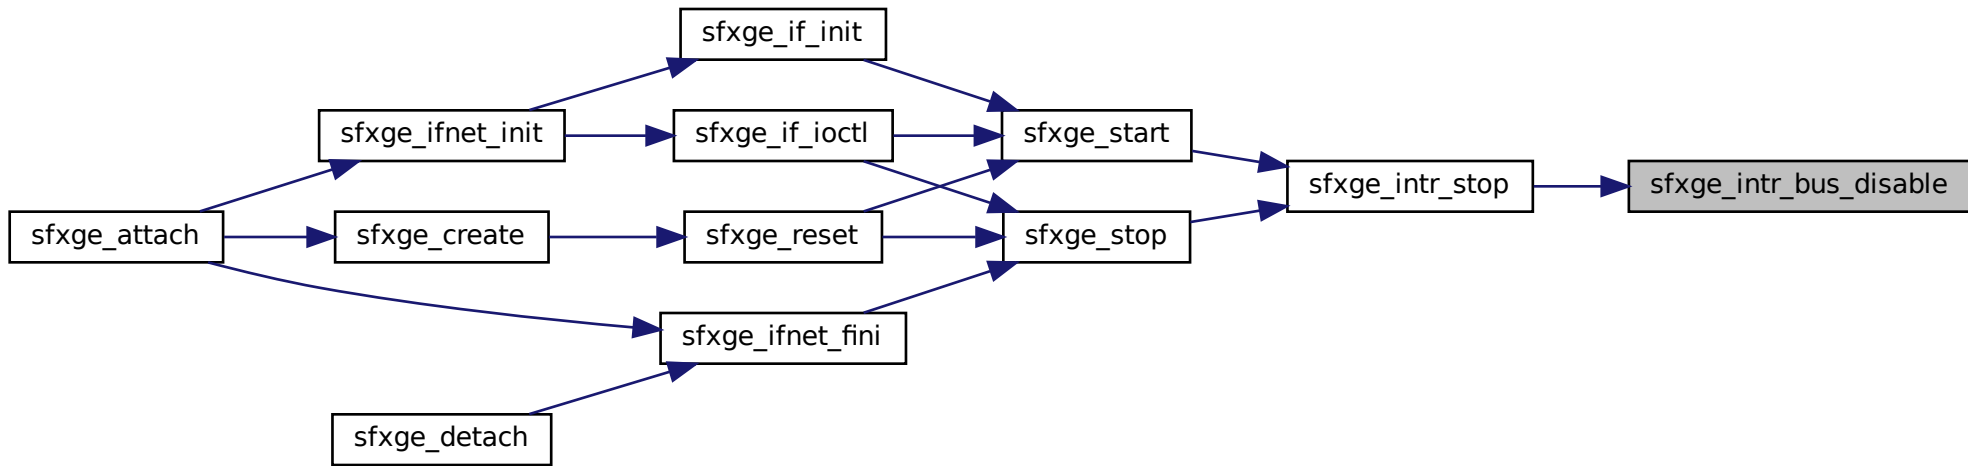 sfxge_if_init
sfxge_ifnet_init
sfxge_if_ioctl
sfxge_start
sfxge_intr_stop
sfxge_intr_bus_disable
sfxge_attach
sfxge_create
sfxge_reset
sfxge_stop
sfxge_ifnet_fini
sfxge_detach